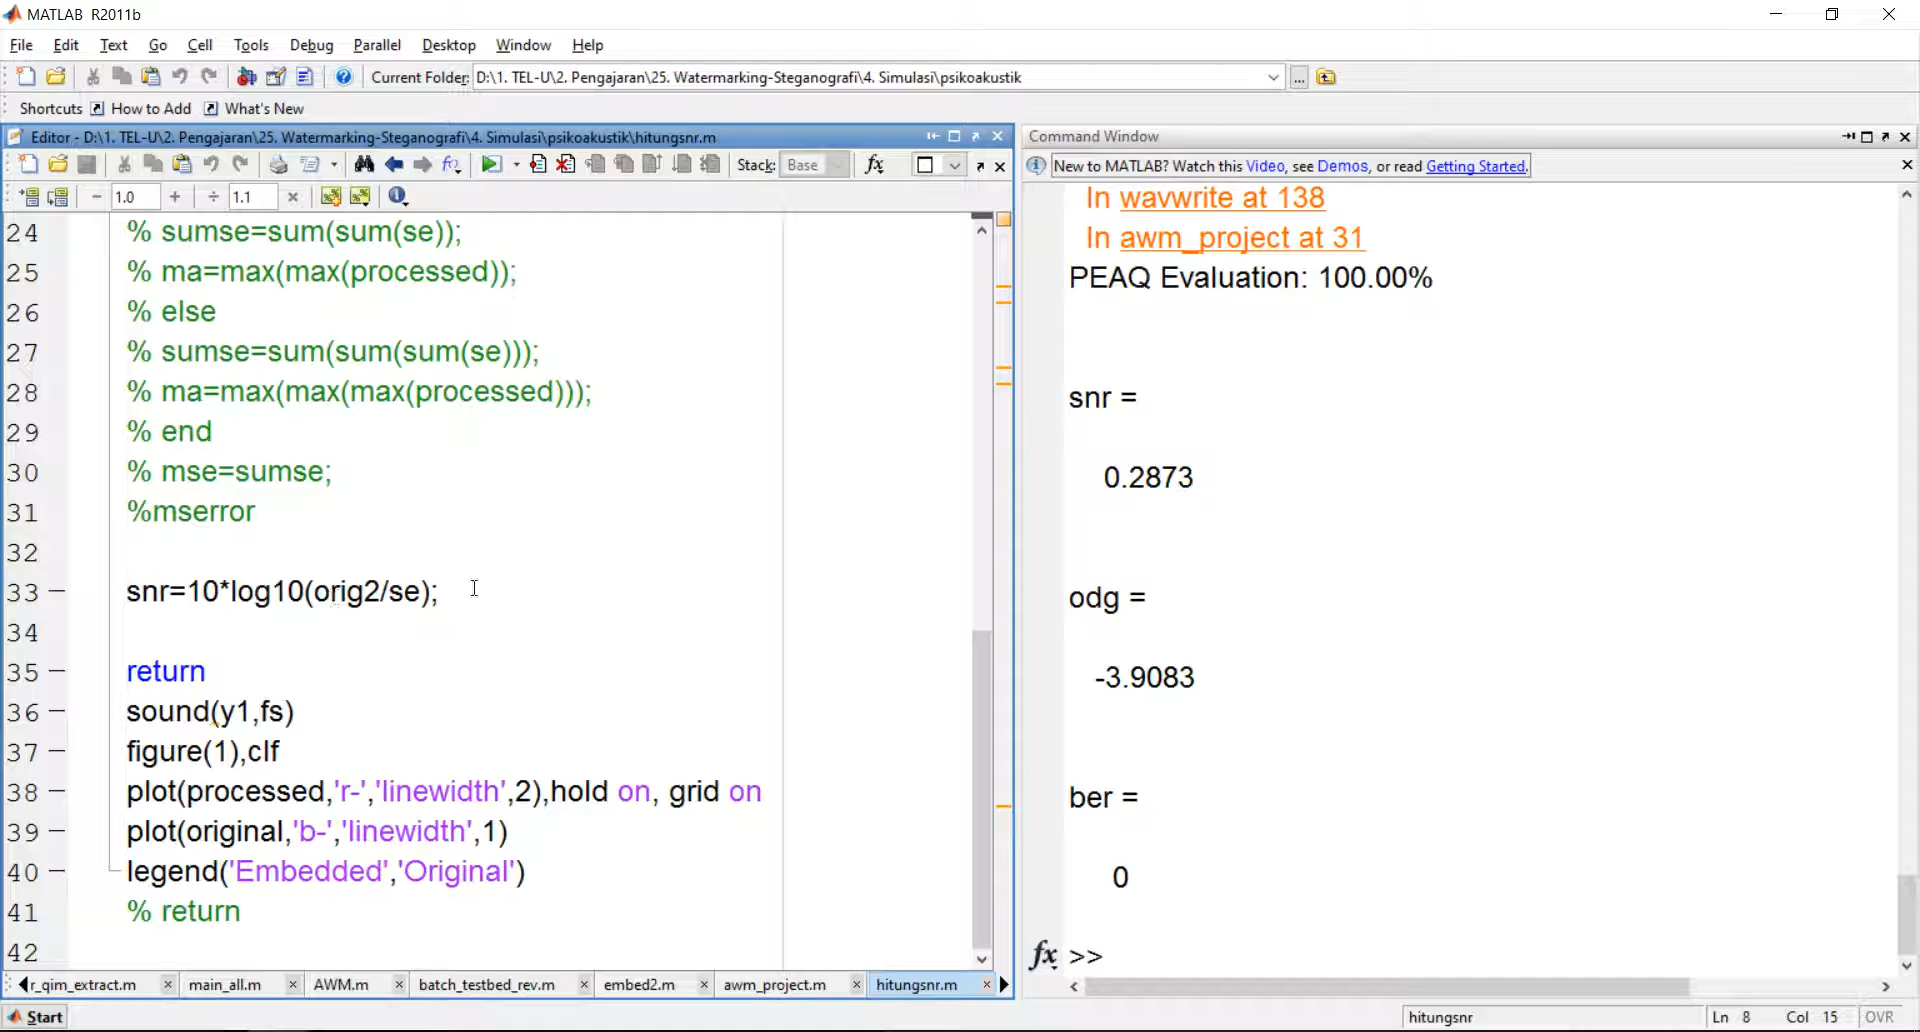 MATLAB R2011b
File Edit Text Go Cell Tools Debug Parallel Desktop Window Help
Current Folder: D:\1. TEL-U\2. Pengajaran\25. Watermarking-Steganografi\4. Simulasi\psikoakustik
Shortcuts How to Add What's New
Editor - D:\1. TEL-U\2. Pengajaran\25. Watermarking-Steganografi\4. Simulasi\psikoakustik\hitungsnr.m
Stack: Base fx
− 1.0 + ÷ 1.1 ×
24 % sumse=sum(sum(se));
25 % ma=max(max(processed));
26 % else
27 % sumse=sum(sum(sum(se)));
28 % ma=max(max(max(processed)));
29 % end
30 % mse=sumse;
31 %mserror
32
33 − snr=10*log10(orig2/se);
34
35 − return
36 − sound(y1,fs)
37 − figure(1),clf
38 − plot(processed,'r-','linewidth',2),hold on, grid on
39 − plot(original,'b-','linewidth',1)
40 − legend('Embedded','Original')
41 % return
42
r_qim_extract.m main_all.m AWM.m batch_testbed_rev.m embed2.m awm_project.m hitungsnr.m
Command Window
New to MATLAB? Watch this Video, see Demos, or read Getting Started.
In wavwrite at 138
In awm_project at 31
PEAQ Evaluation: 100.00%
snr =
0.2873
odg =
-3.9083
ber =
0
fx >>
Start hitungsnr Ln 8 Col 15 OVR